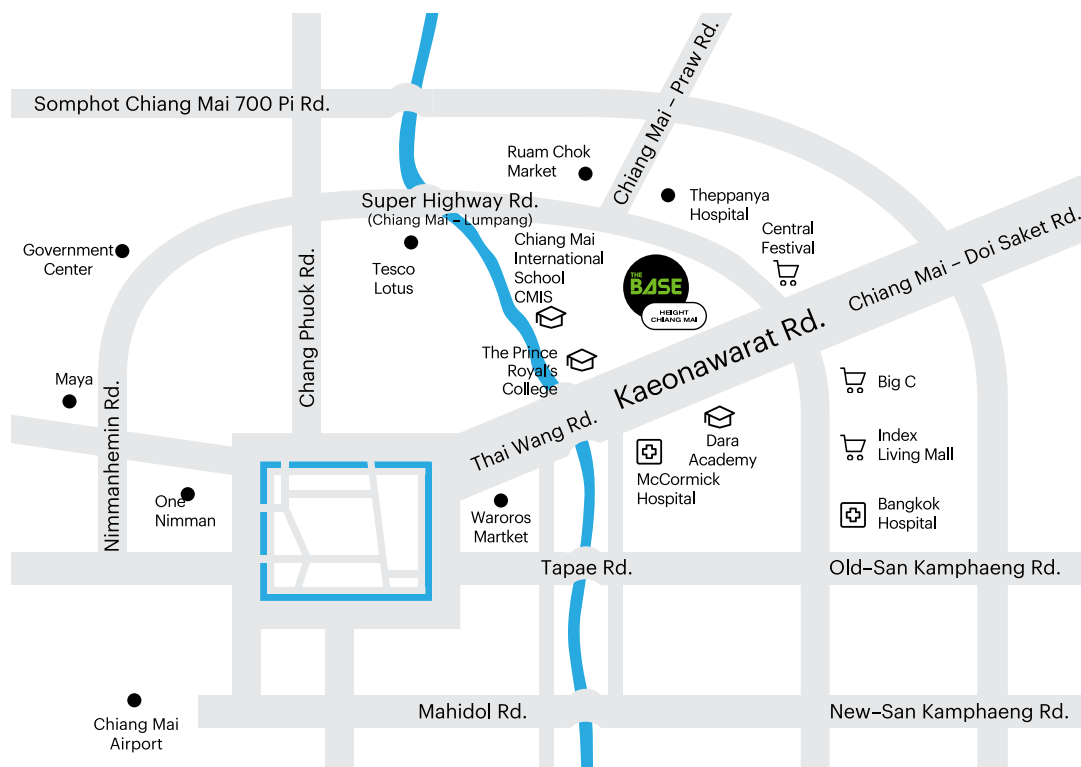 Somphot Chiang Mai 700 Pi Rd.
Chiang Mai – Praw Rd.
Ruam Chok
Market
Theppanya
Hospital
Super Highway Rd.
(Chiang Mai – Lumpang)
Government
Center
Tesco
Lotus
Chiang Mai
International
School
CMIS
Central
Festival
THE
BASE
HEIGHT
CHIANG MAI
Chiang Mai – Doi Saket Rd.
Chang Phuok Rd.
The Prince
Royal's
College
Kaeonawarat Rd.
Maya
Nimmanhemin Rd.
Big C
Thai Wang Rd.
Dara
Academy
Index
Living Mall
McCormick
Hospital
One
Nimman
Waroros
Martket
Bangkok
Hospital
Tapae Rd.
Old–San Kamphaeng Rd.
Chiang Mai
Airport
Mahidol Rd.
New–San Kamphaeng Rd.